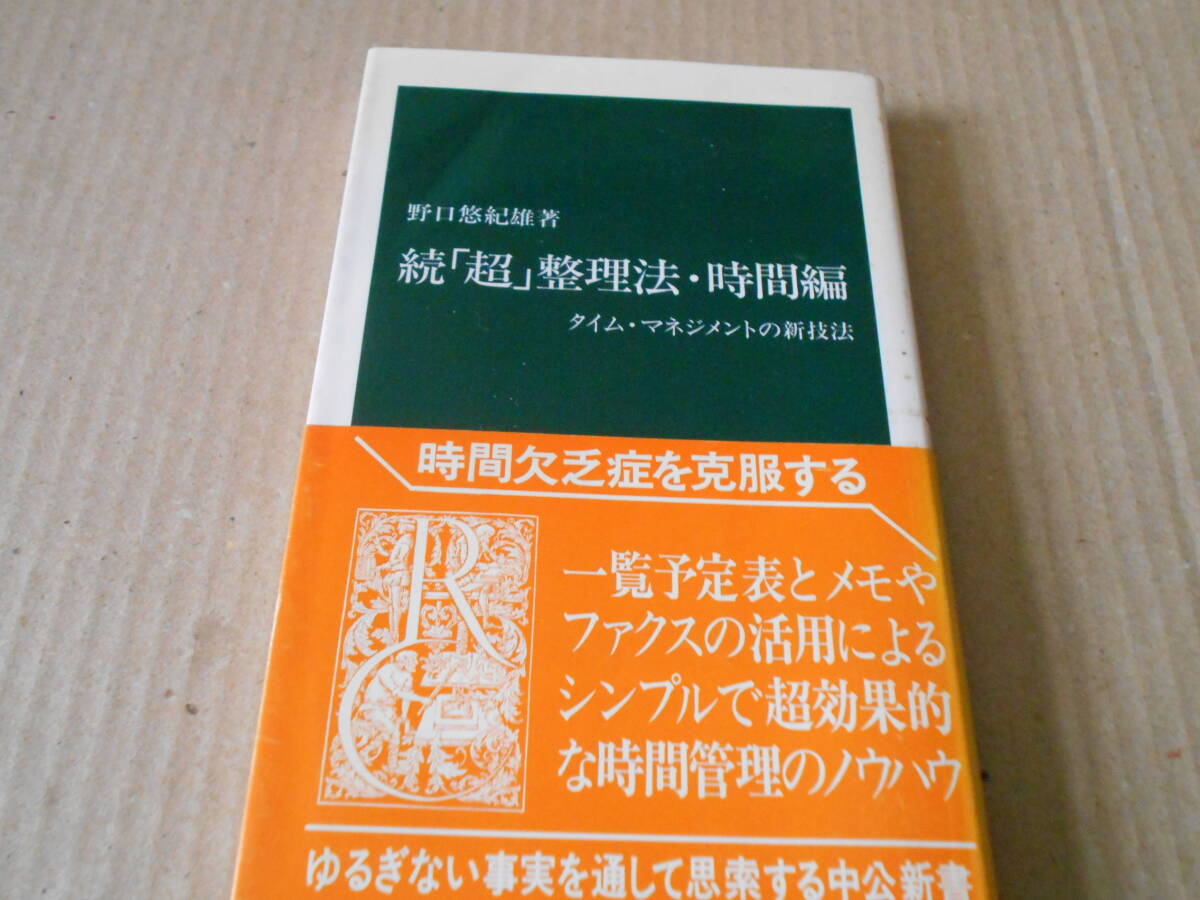 野口悠紀雄著
続「超」整理法・時間編
タイム・マネジメントの新技法
時間欠乏症を克服する
R
C
一覧予定表とメモや
ファクスの活用による
シンプルで超効果的
な時間管理のノウハウ
ゆるぎない事実を通して思索する中公新書